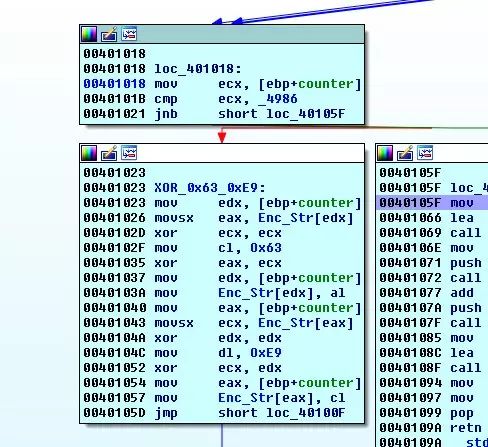 00401018
00401018 loc_401018:
00401018 mov ecx, [ebp+counter]
0040101B cmp ecx, _4986
00401021 jnb short loc_40105F
00401023
00401023 XOR_0x63_0xE9:
00401023 mov edx, [ebp+counter]
00401026 movsx eax, Enc_Str[edx]
0040102D xor ecx, ecx
0040102F mov cl, 0x63
00401035 xor eax, ecx
00401037 mov edx, [ebp+counter]
0040103A mov Enc_Str[edx], al
00401040 mov eax, [ebp+counter]
00401043 movsx ecx, Enc_Str[eax]
0040104A xor edx, edx
0040104C mov dl, 0xE9
00401052 xor ecx, edx
00401054 mov eax, [ebp+counter]
00401057 mov Enc_Str[eax], cl
0040105D jmp short loc_40100F
0040105F
0040105F loc_4
0040105F mov
00401066 lea
00401069 call
0040106E mov
00401071 push
00401072 call
00401077 add
0040107A push
0040107F call
00401085 mov
0040108C lea
0040108F call
00401094 mov
00401097 mov
00401099 pop
0040109A retn
0040109A std